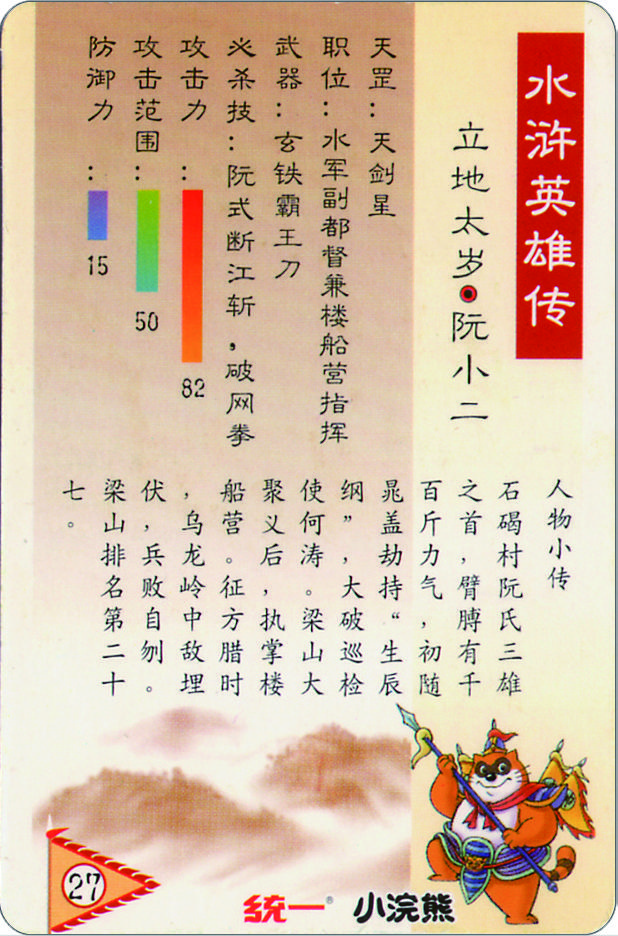 水浒英雄传
立地太岁●阮小二
天罡：天剑星
职位：水军副都督兼楼船营指挥
武器：玄铁霸王刀
必杀技：阮式断江斩，破网拳
攻击力：
82
攻击范围：
50
防御力：
15
人物小传
石碣村阮氏三雄
之首，臂膊有千
百斤力气，初随
晁盖劫持“生辰
纲”，大破巡检
使何涛。梁山大
聚义后，执掌楼
船营。征方腊时
，乌龙岭中敌埋
伏，兵败自刎。
梁山排名第二十
七。
27
统一® 小浣熊